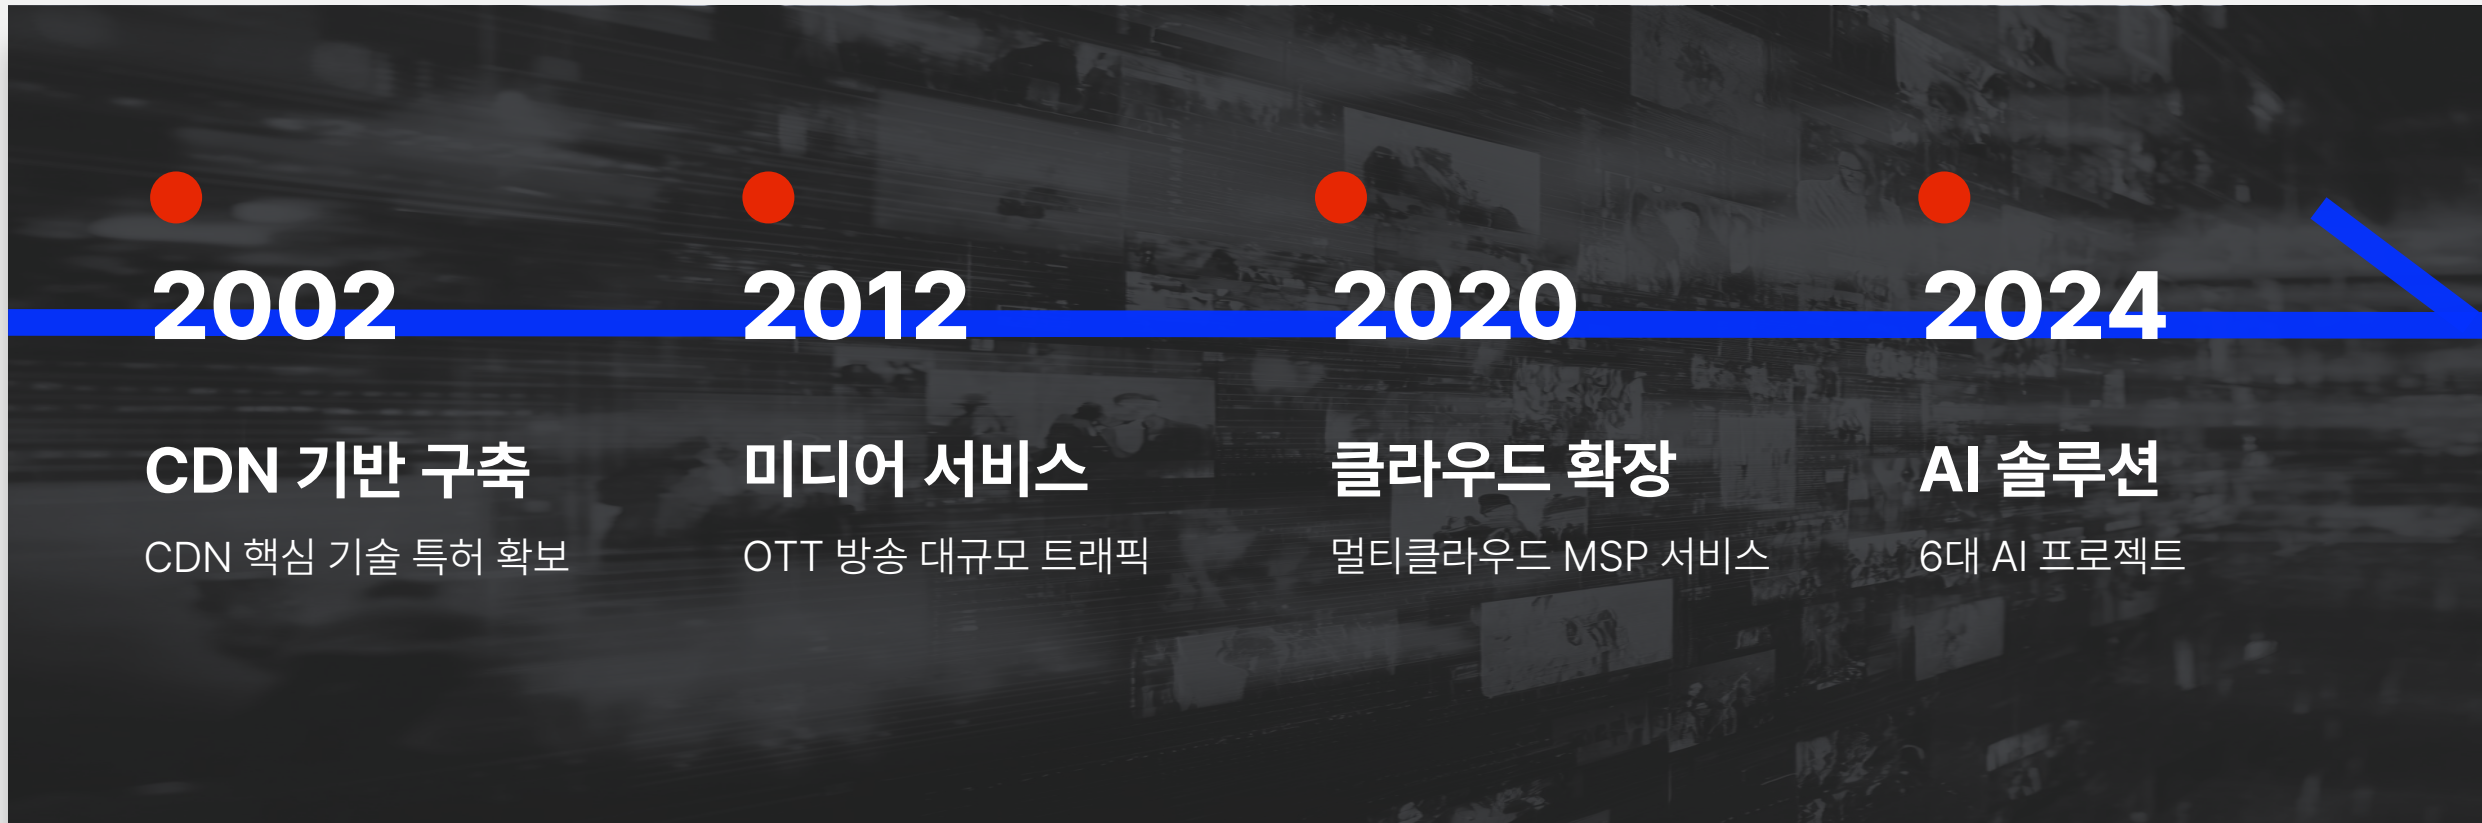 2002
CDN 기반 구축
CDN 핵심 기술 특허 확보
2012
미디어 서비스
OTT 방송 대규모 트래픽
2020
클라우드 확장
멀티클라우드 MSP 서비스
2024
AI 솔루션
6대 AI 프로젝트